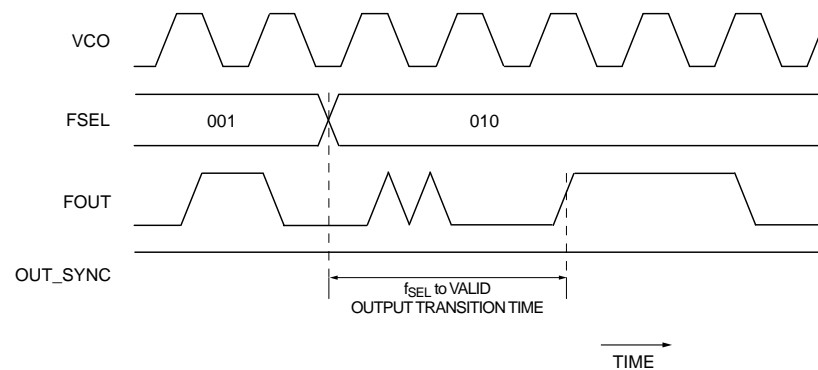 VCO
FSEL
001
010
FOUT
OUT_SYNC
fSEL to VALID
OUTPUT TRANSITION TIME
TIME